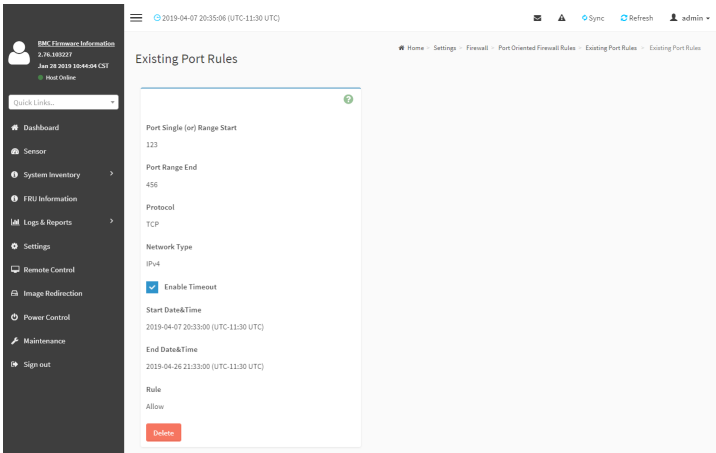 2019-04-07 20:35:06 (UTC-11:30 UTC)
Sync
Refresh
admin
BMC Firmware Information
2.76.103227
Jan 28 2019 10:44:04 CST
Host Online
Quick Links..
Dashboard
Sensor
System Inventory
FRU Information
Logs & Reports
Settings
Remote Control
Image Redirection
Power Control
Maintenance
Sign out
Existing Port Rules
Home > Settings > Firewall > Port Oriented Firewall Rules > Existing Port Rules > Existing Port Rules
Port Single (or) Range Start
123
Port Range End
456
Protocol
TCP
Network Type
IPv4
Enable Timeout
Start Date&Time
2019-04-07 20:33:00 (UTC-11:30 UTC)
End Date&Time
2019-04-26 21:33:00 (UTC-11:30 UTC)
Rule
Allow
Delete